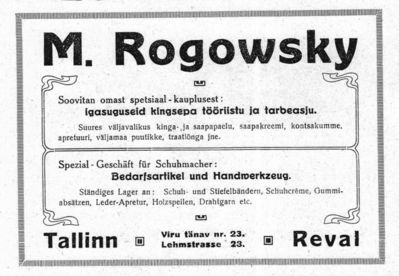 M. Rogowsky
Soovitan omast spetsiaal-kauplusest:
igasuguseid kingsepa tööriistu ja tarbeasju.
Suures väljavalikus kinga- ja saapapaelu, saapakreemi, kontsakumme,
apretuuri, väljamaa puutikke, traatlõnga jne.
Spezial-Geschäft für Schuhmacher:
Bedarfsartikel und Handwerkzeug.
Ständiges Lager an: Schuh- und Stiefelbändern, Schuhcrème, Gummi-
absätzen, Leder-Apretur, Holzspeilen, Drahtgarn etc.
Tallinn
Viru tänav nr. 23.
Lehmstrasse 23.
Reval